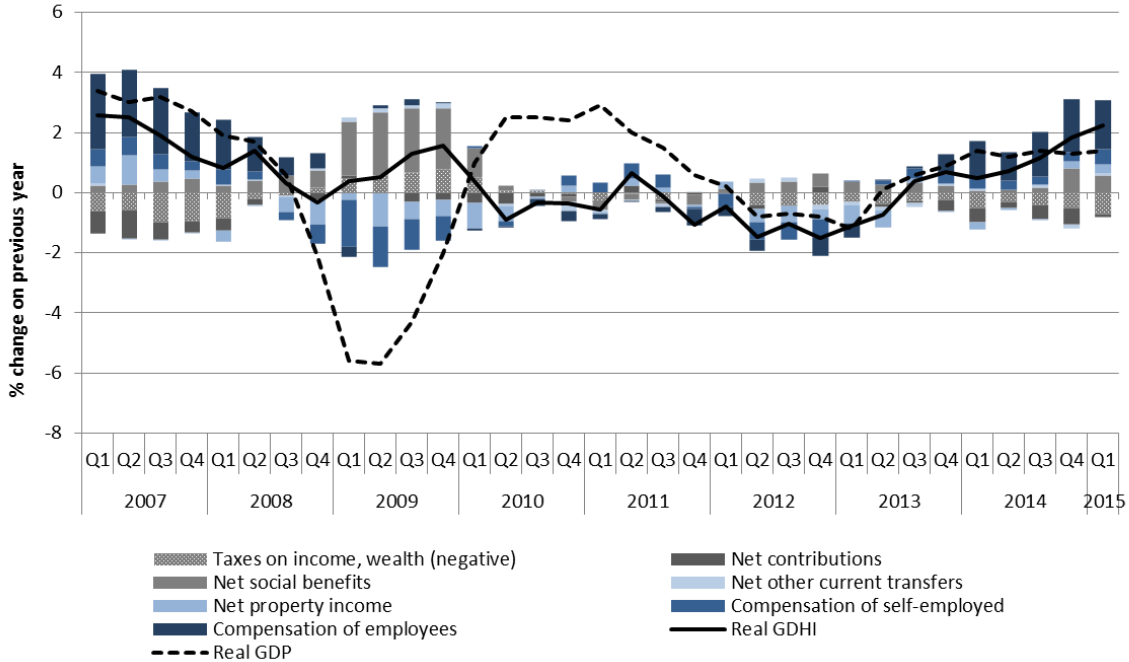 % change on previous year
6
4
2
0
-2
-4
-6
-8
Q1 Q2 Q3 Q4 Q1 Q2 Q3 Q4 Q1 Q2 Q3 Q4 Q1 Q2 Q3 Q4 Q1 Q2 Q3 Q4 Q1 Q2 Q3 Q4 Q1 Q2 Q3 Q4 Q1 Q2 Q3 Q4 Q1
2007 2008 2009 2010 2011 2012 2013 2014 2015
Taxes on income, wealth (negative) Net contributions
Net social benefits Net other current transfers
Net property income Compensation of self-employed
Compensation of employees Real GDHI
Real GDP